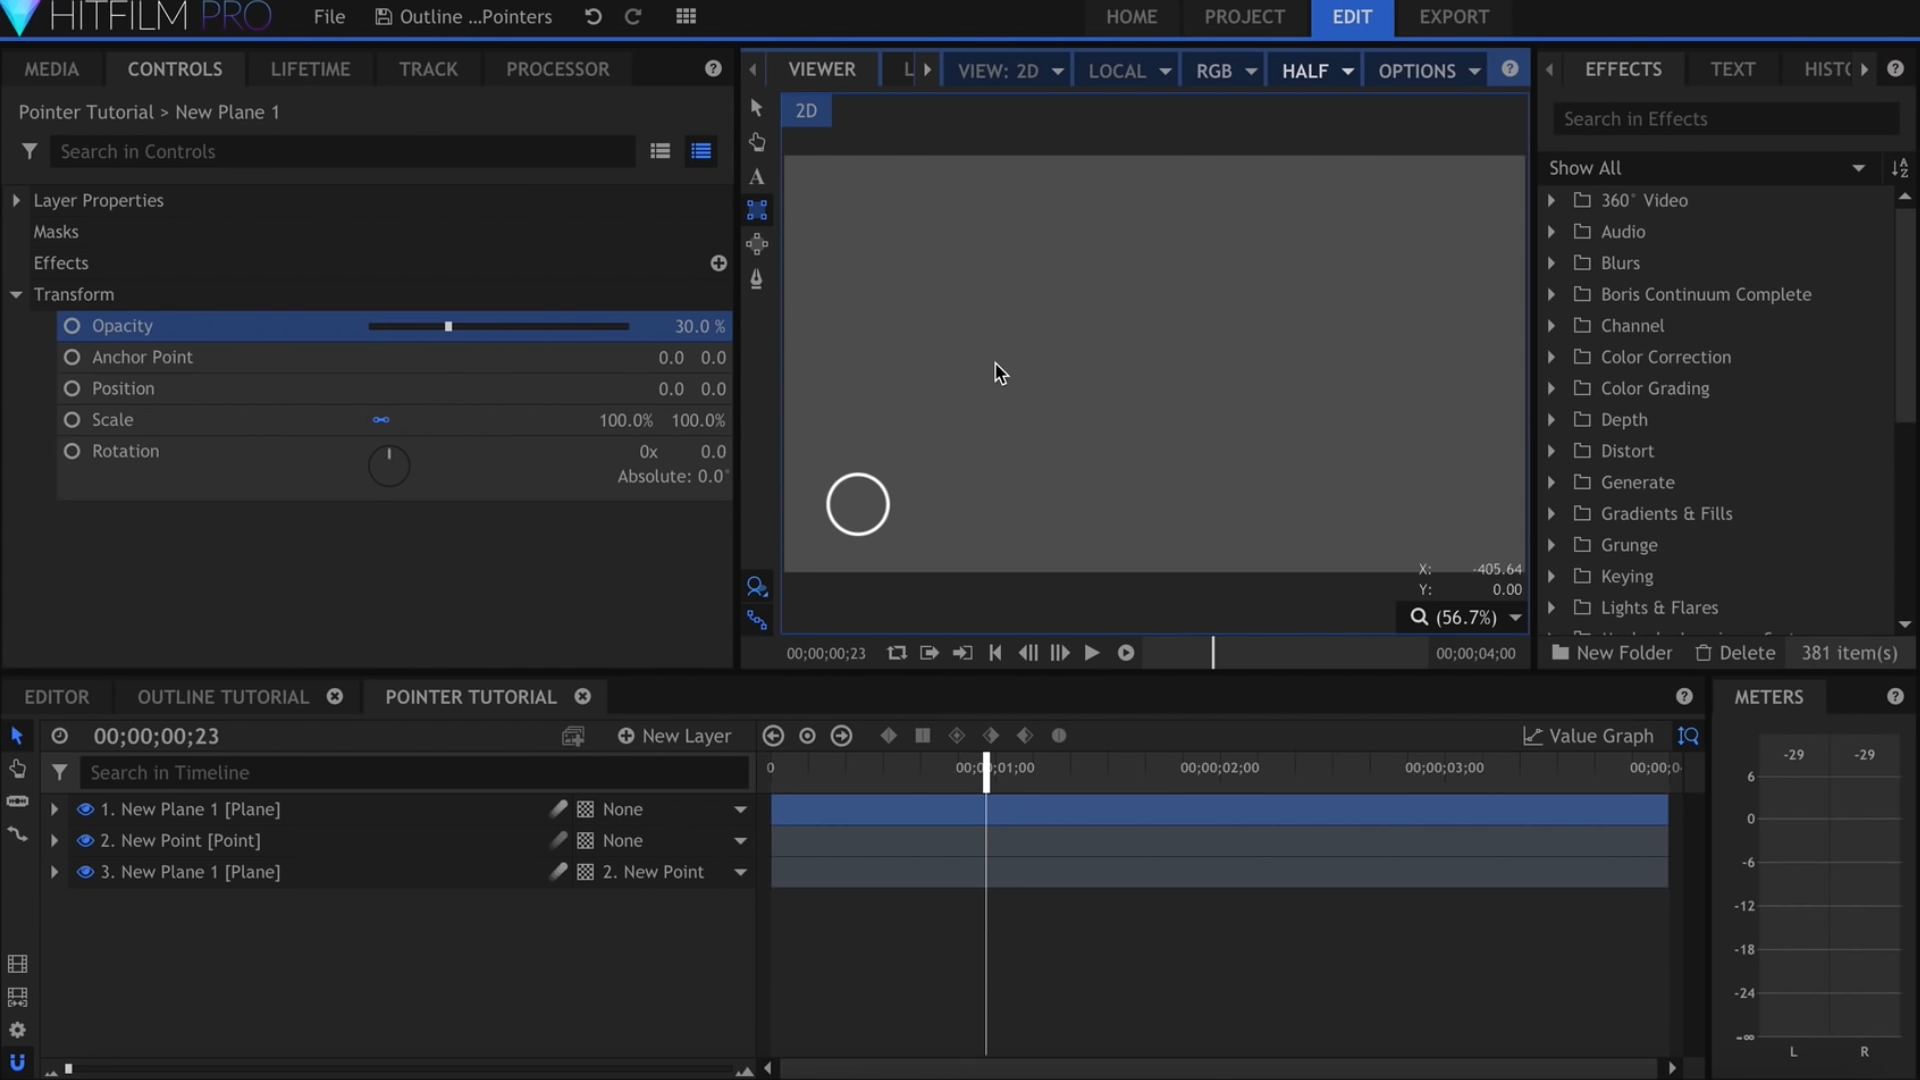 HITFILM PRO File Outline ...Pointers HOME PROJECT EDIT EXPORT
MEDIA CONTROLS LIFETIME TRACK PROCESSOR
Pointer Tutorial > New Plane 1
Search in Controls
Layer Properties
Masks
Effects
Transform
Opacity 30.0 %
Anchor Point 0.0 0.0
Position 0.0 0.0
Scale 100.0% 100.0%
Rotation 0x 0.0
Absolute: 0.0°
VIEWER L VIEW: 2D LOCAL RGB HALF OPTIONS
2D
A
X: -405.64
Y: 0.00
(56.7%)
00;00;00;23 00;00;04;00
EFFECTS TEXT HISTO
Search in Effects
Show All
360° Video
Audio
Blurs
Boris Continuum Complete
Channel
Color Correction
Color Grading
Depth
Distort
Generate
Gradients & Fills
Grunge
Keying
Lights & Flares
New Folder Delete 381 item(s)
EDITOR OUTLINE TUTORIAL POINTER TUTORIAL
00;00;00;23 New Layer Value Graph
Search in Timeline
0 00;00;01;00 00;00;02;00 00;00;03;00 00;00;0
1. New Plane 1 [Plane] None
2. New Point [Point] None
3. New Plane 1 [Plane] 2. New Point
METERS
-29 -29
6
0
-6
-12
-18
-24
-∞
L R